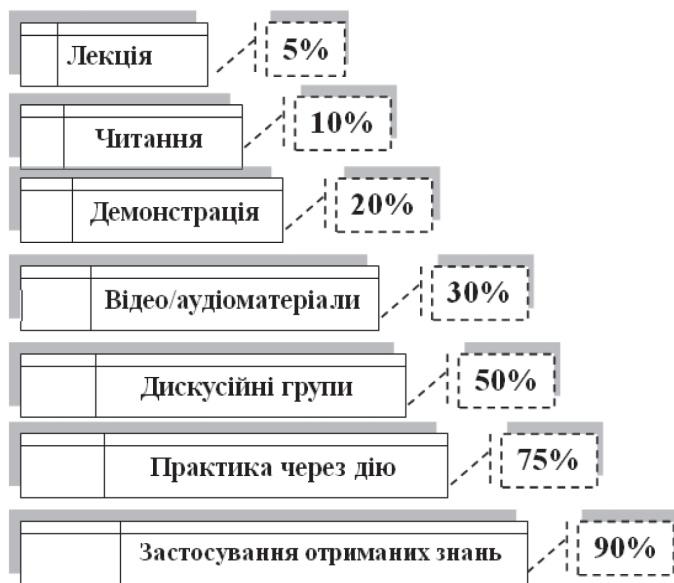 Лекція 5%
Читання 10%
Демонстрація 20%
Відео/аудіоматеріали 30%
Дискусійні групи 50%
Практика через дію 75%
Застосування отриманих знань 90%